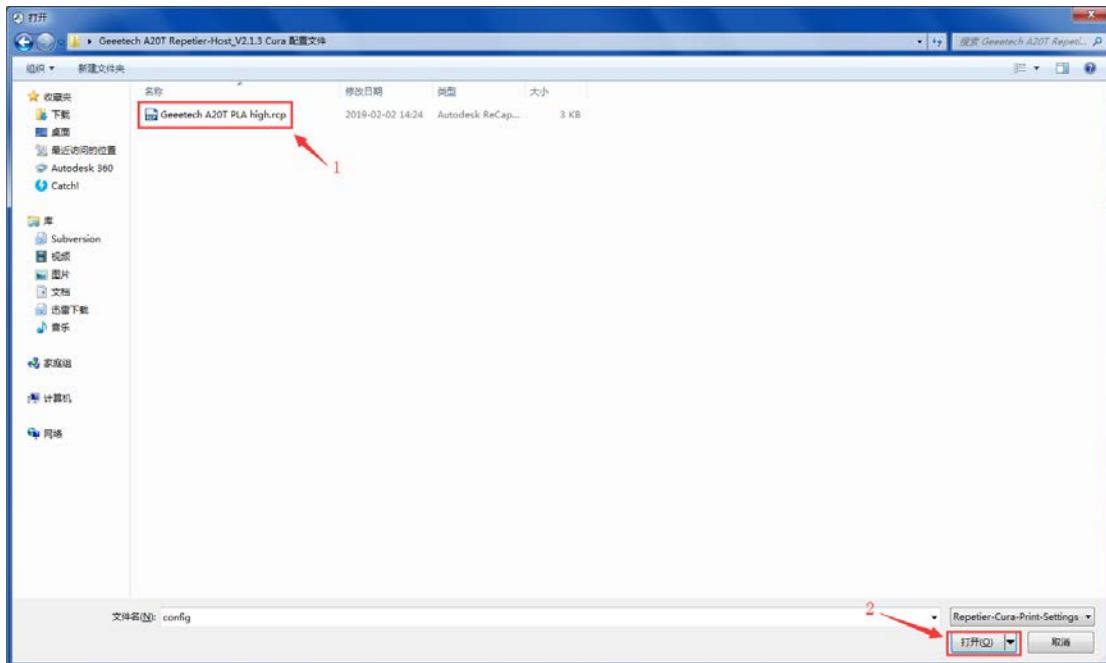 打开
Geeetech A20T Repetier-Host_V2.1.3 Cura 配置文件
搜索 Geeetech A20T Repeti...
组织
新建文件夹
名称 修改日期 类型 大小
Geeetech A20T PLA high.rcp 2019-02-02 14:24 Autodesk ReCap... 3 KB
1
收藏夹
下载
桌面
最近访问的位置
Autodesk 360
Catch!
库
Subversion
视频
图片
文档
迅雷下载
音乐
家庭组
计算机
网络
2
文件名(N): config
Repetier-Cura-Print-Settings
打开(O)
取消